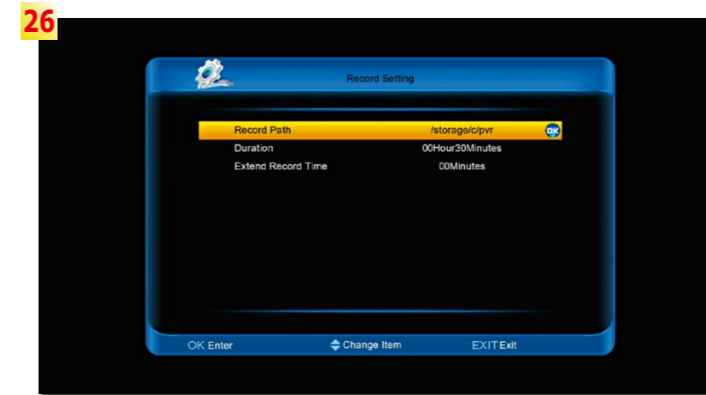 26
Record Setting
Record Path /storage/c/pvr OK
Duration 00Hour30Minutes
Extend Record Time 00Minutes
OK Enter Change Item EXIT Exit